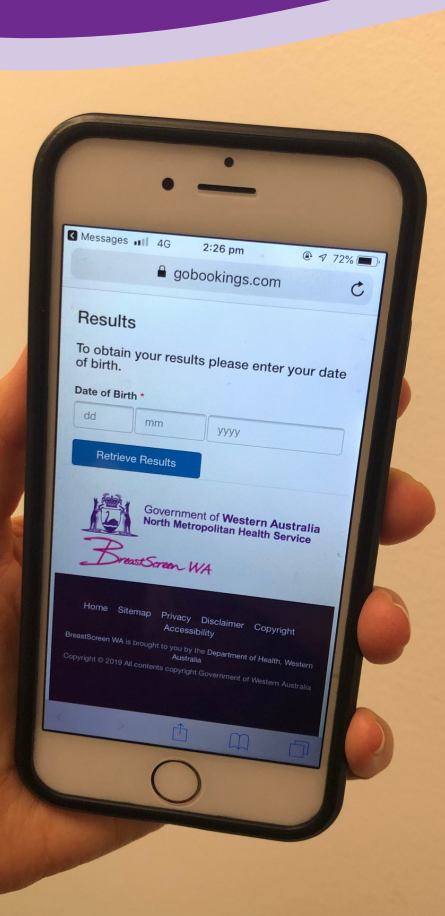 Messages 4G 2:26 pm 72%
gobookings.com
Results
To obtain your results please enter your date
of birth.
Date of Birth *
dd mm yyyy
Retrieve Results
Government of Western Australia
North Metropolitan Health Service
BreastScreen WA
Home Sitemap Privacy Disclaimer Copyright
Accessibility
BreastScreen WA is brought to you by the Department of Health, Western
Australia
Copyright © 2019 All contents copyright Government of Western Australia